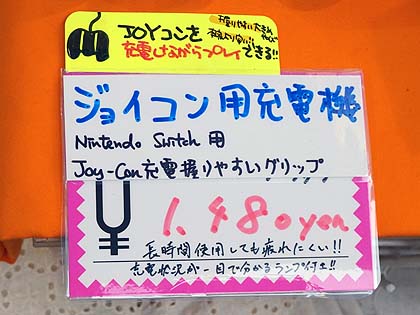 JOYコンを
充電しながらプレイ
できる!!
ジョイコン用充電機
Nintendo Switch 用
Joy-Con充電握りやすいグリップ
1,480yen
長時間使用しても疲れにくい!!
充電状況が一目で分かるランプ付き!!